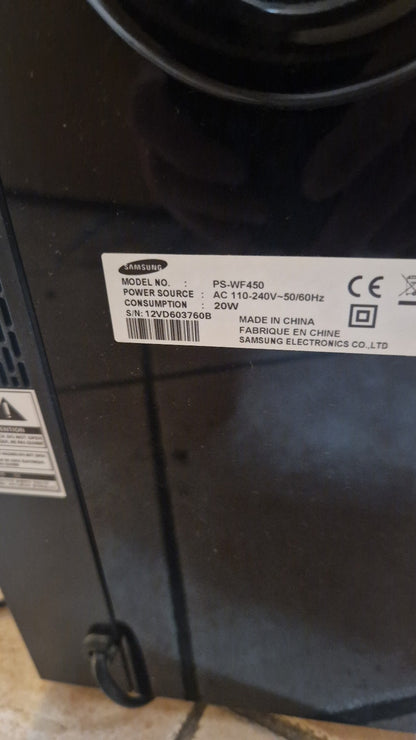 SAMSUNG
MODEL NO. : PS-WF450
POWER SOURCE : AC 110-240V~50/60Hz
CONSUMPTION : 20W
S/N: 12VD603760B
MADE IN CHINA
FABRIQUE EN CHINE
SAMSUNG ELECTRONICS CO.,LTD
CE